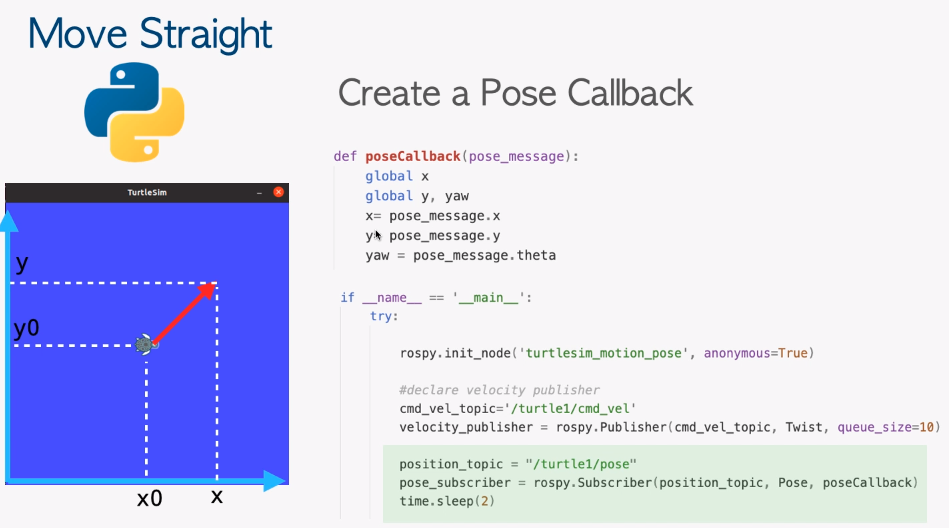 Move Straight
Create a Pose Callback
def poseCallback(pose_message):
global x
global y, yaw
x= pose_message.x
y= pose_message.y
yaw = pose_message.theta
if __name__ == '__main__':
try:
rospy.init_node('turtlesim_motion_pose', anonymous=True)
#declare velocity publisher
cmd_vel_topic='/turtle1/cmd_vel'
velocity_publisher = rospy.Publisher(cmd_vel_topic, Twist, queue_size=10)
position_topic = "/turtle1/pose"
pose_subscriber = rospy.Subscriber(position_topic, Pose, poseCallback)
time.sleep(2)
TurtleSim
y
y0
x0
x